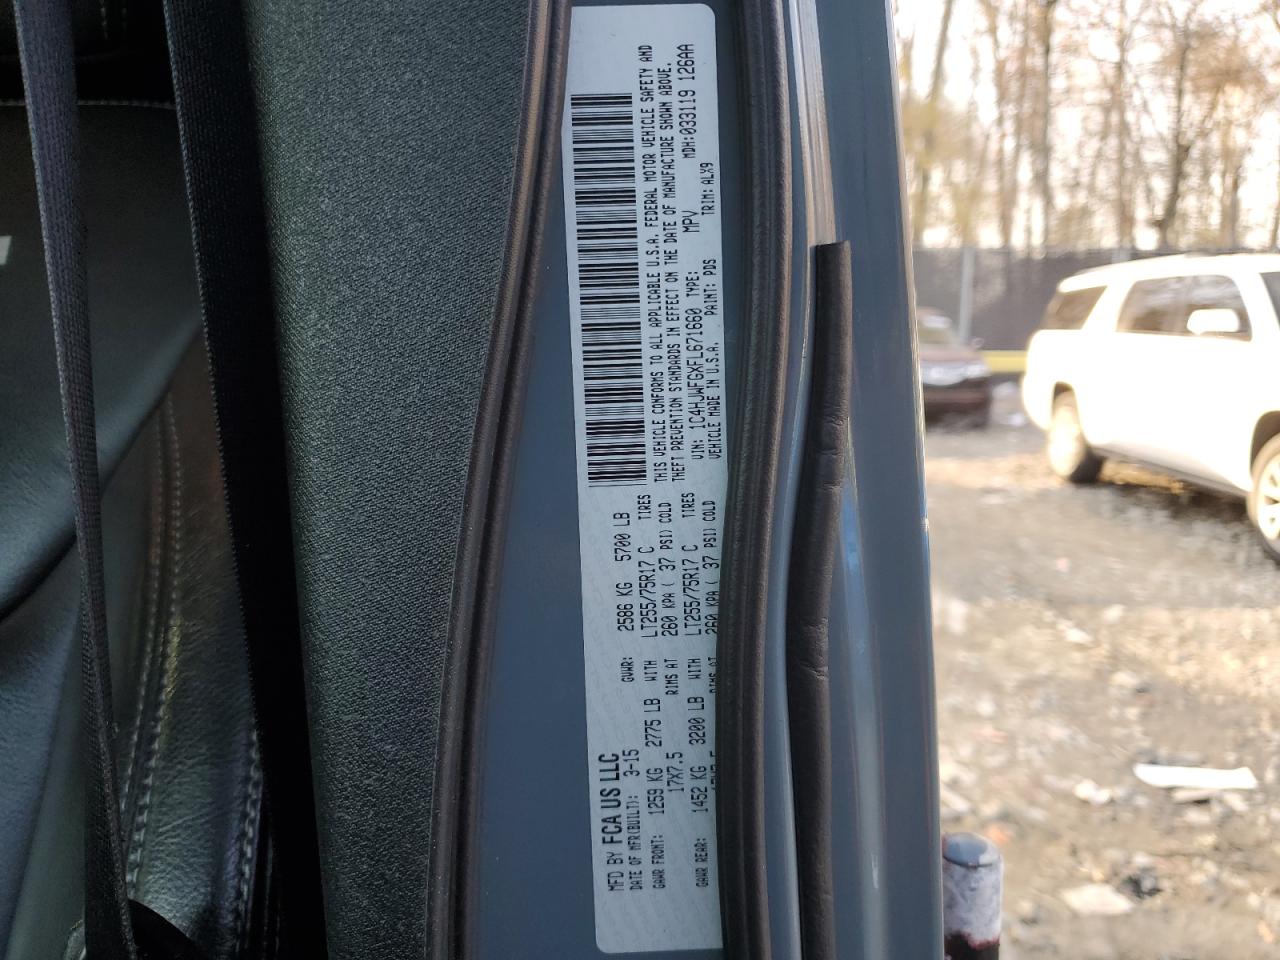 MFD BY FCA US LLC
DATE OF MFR(BUILT): 3-15 GVWR: 2586 KG 5700 LB
GAWR FRONT: 1259 KG 2775 LB WITH LT255/75R17 C TIRES
17X7.5 RIMS AT 260 KPA ( 37 PSI) COLD
GAWR REAR: 1452 KG 3200 LB WITH LT255/75R17 C TIRES
RIMS AT 260 KPA ( 37 PSI) COLD
THIS VEHICLE CONFORMS TO ALL APPLICABLE U.S.A. FEDERAL MOTOR VEHICLE SAFETY AND
THEFT PREVENTION STANDARDS IN EFFECT ON THE DATE OF MANUFACTURE SHOWN ABOVE.
VIN: 1C4HJWFGXFL671660 TYPE: MPV MDH:033119 126AA
VEHICLE MADE IN U.S.A. PAINT: PDS TRIM: ALX9